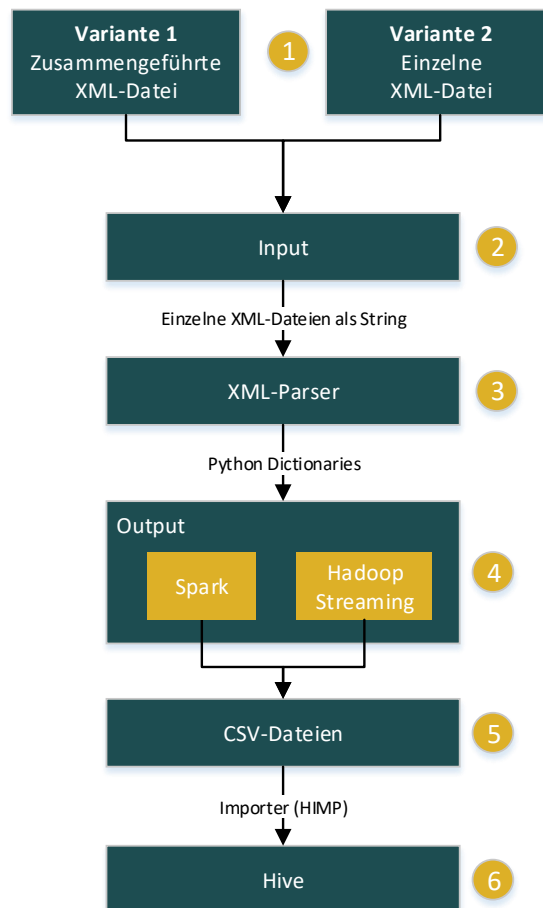 Variante 1
Zusammengeführte
XML-Datei
1
Variante 2
Einzelne
XML-Datei
Input
2
Einzelne XML-Dateien als String
XML-Parser
3
Python Dictionaries
Output
Spark
Hadoop
Streaming
4
CSV-Dateien
5
Importer (HIMP)
Hive
6